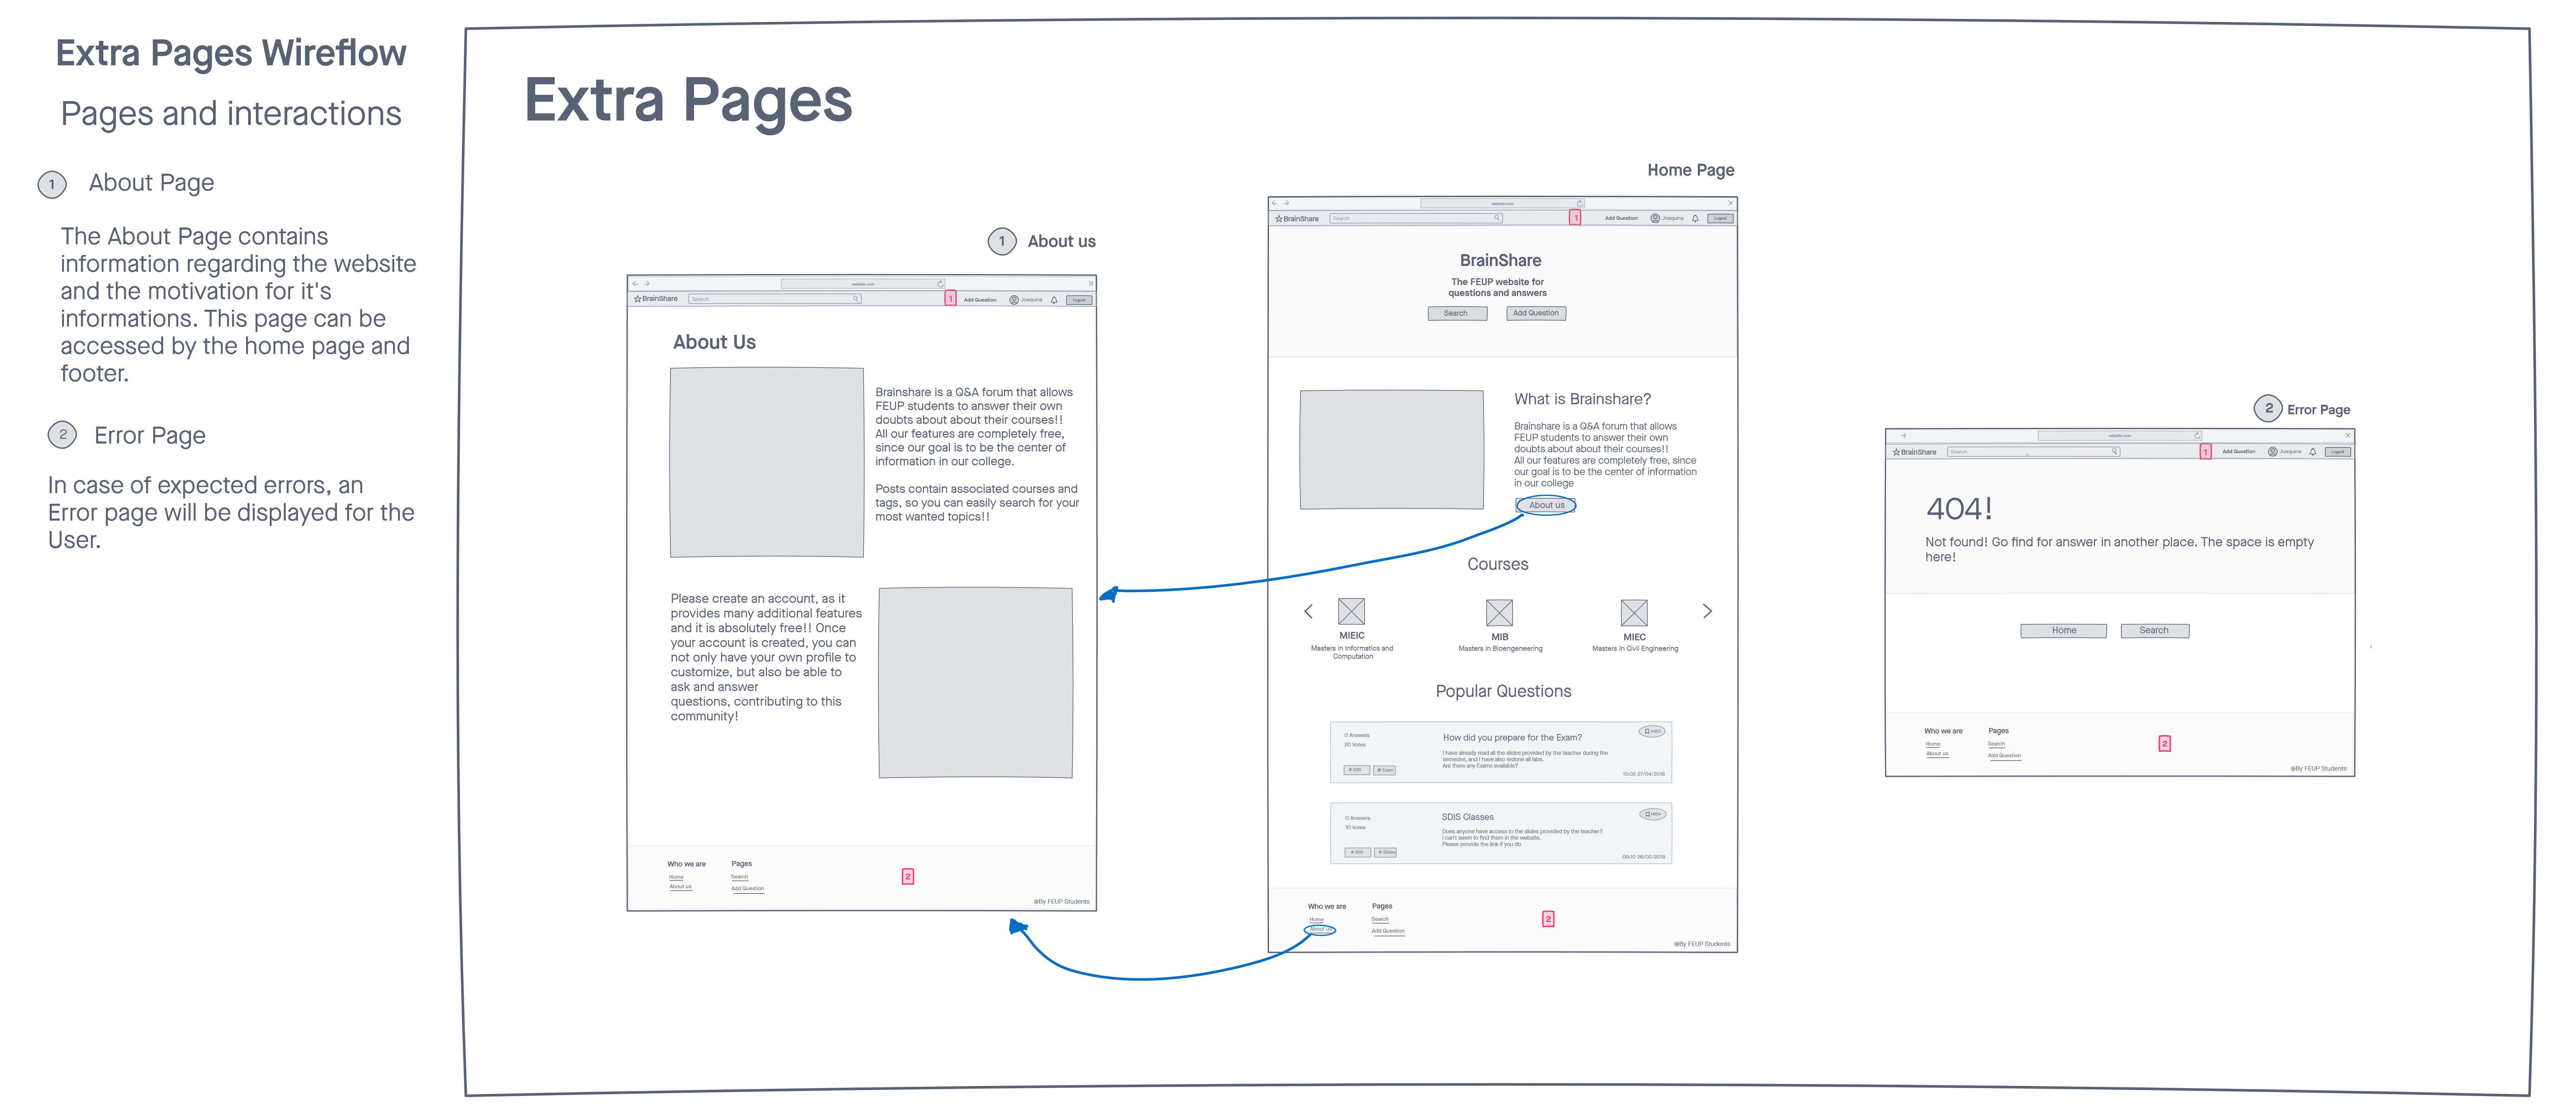 Extra Pages Wireflow
Pages and interactions
1 About Page
The About Page contains
information regarding the website
and the motivation for it's
informations. This page can be
accessed by the home page and
footer.
2 Error Page
In case of expected errors, an
Error page will be displayed for the
User.
Extra Pages
1 About us
website.com
BrainShare Search 1 Add Question Joaquina Logout
About Us
Brainshare is a Q&A forum that allows
FEUP students to answer their own
doubts about about their courses!!
All our features are completely free,
since our goal is to be the center of
information in our college.
Posts contain associated courses and
tags, so you can easily search for your
most wanted topics!!
Please create an account, as it
provides many additional features
and it is absolutely free!! Once
your account is created, you can
not only have your own profile to
customize, but also be able to
ask and answer
questions, contributing to this
community!
Who we are Pages
Home Search
About us Add Question
2
@By FEUP Students
Home Page
website.com
BrainShare Search 1 Add Question Joaquina Logout
BrainShare
The FEUP website for
questions and answers
Search Add Question
What is Brainshare?
Brainshare is a Q&A forum that allows
FEUP students to answer their own
doubts about about their courses!!
All our features are completely free, since
our goal is to be the center of information
in our college
About us
Courses
MIEIC MIB MIEC
Masters in Informatics and
Computation
Masters in Bioengeneering
Masters In Civil Engineering
Popular Questions
0 Answers
20 Votes
How did you prepare for the Exam?
I have already read all the slides provided by the teacher during the
semester, and I have also redone all labs.
Are there any Exams available?
# Exam
15:02 27/04/2018
0 Answers
10 Votes
SDIS Classes
Does anyone have access to the slides provided by the teacher?
I can't seem to find them in the website.
Please provide the link if you do
# Slides
09:10 26/02/2018
Who we are Pages
Home Search
About us Add Question
2
@By FEUP Students
2 Error Page
website.com
BrainShare Search 1 Add Question Joaquina Logout
404!
Not found! Go find for answer in another place. The space is empty
here!
Home Search
Who we are Pages
Home Search
About us Add Question
2
@By FEUP Students